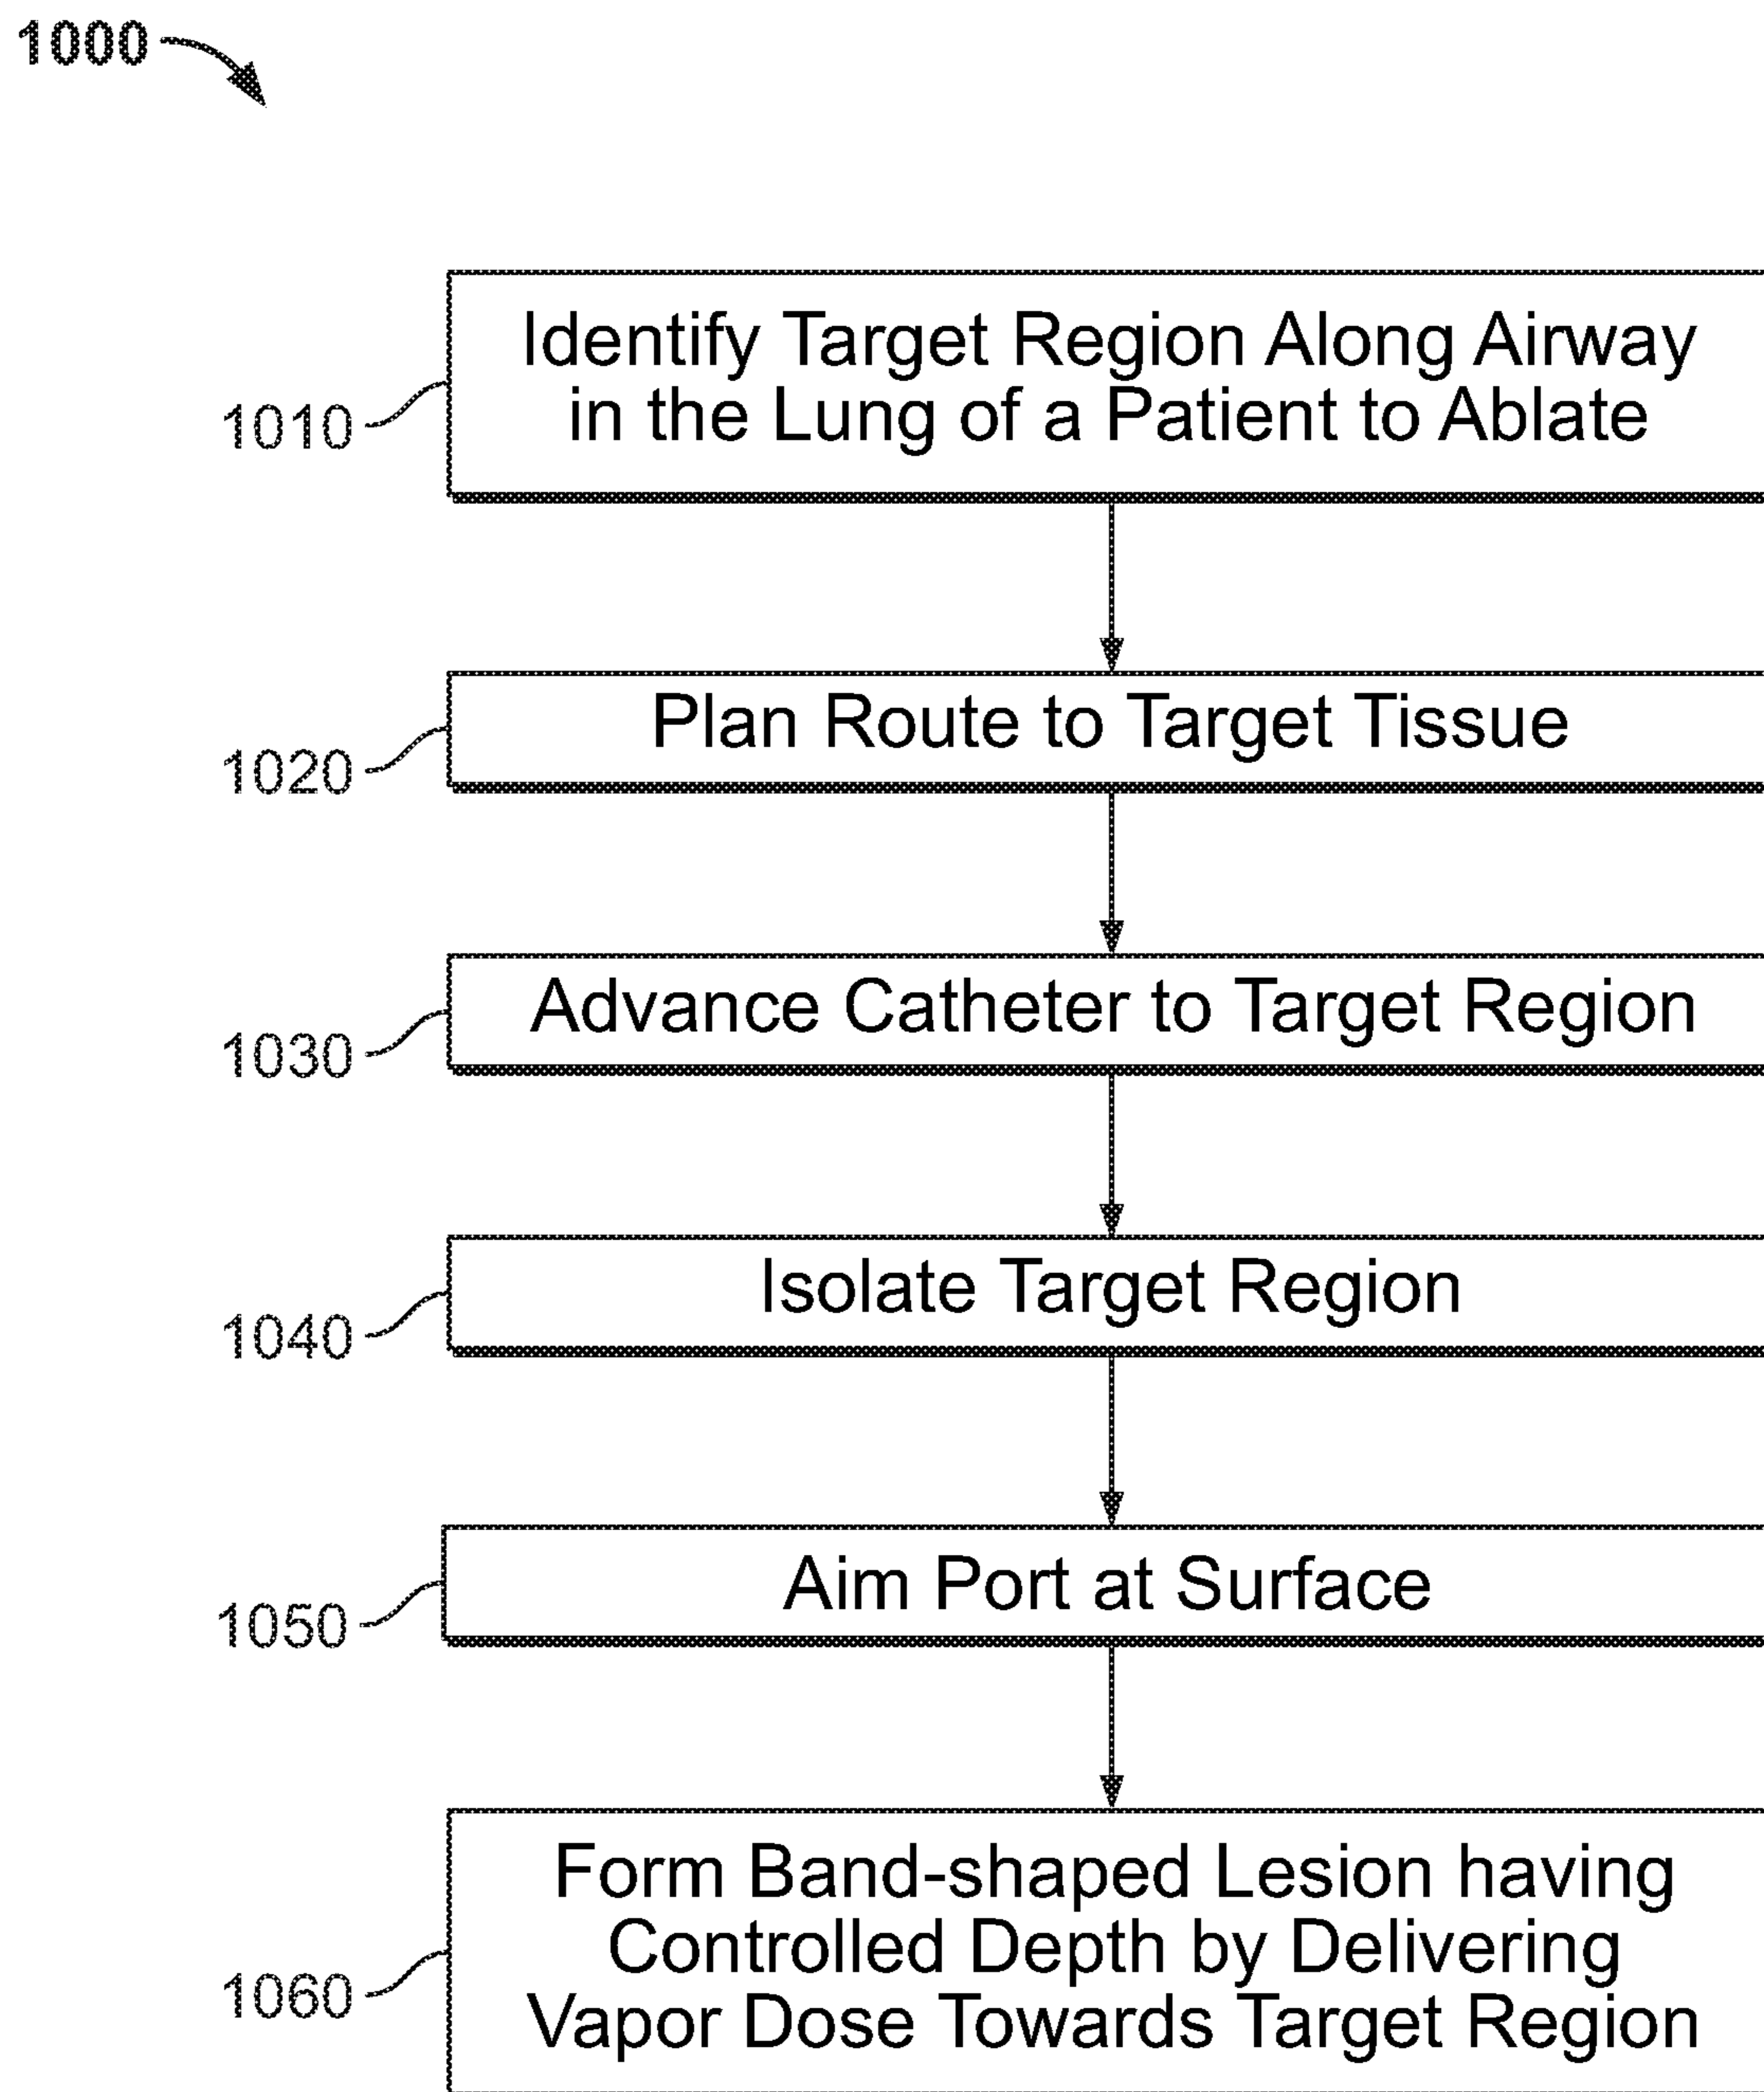 1000
Identify Target Region Along Airway
in the Lung of a Patient to Ablate
1010
Plan Route to Target Tissue
1020
Advance Catheter to Target Region
1030
Isolate Target Region
1040
Aim Port at Surface
1050
Form Band-shaped Lesion having
Controlled Depth by Delivering
Vapor Dose Towards Target Region
1060